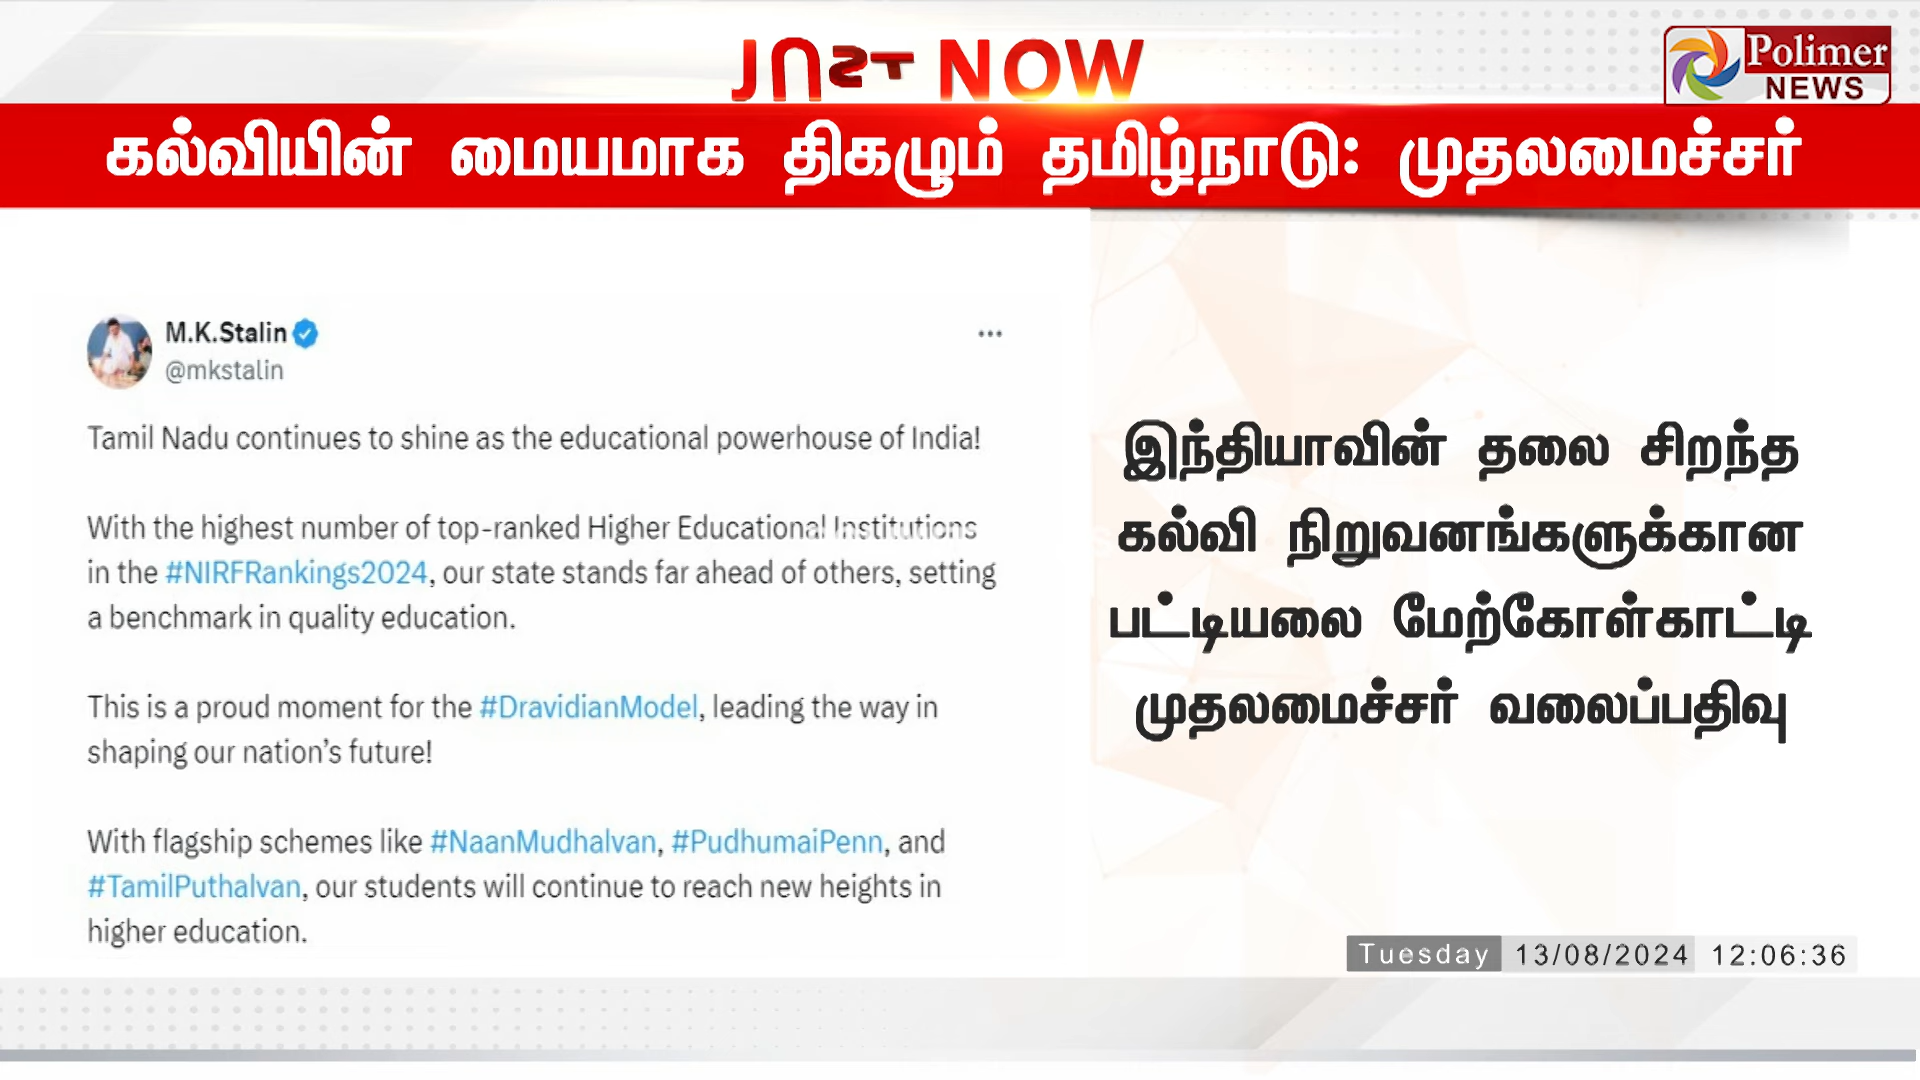 JUST NOW
Polimer
NEWS
கல்வியின் மையமாக திகழும் தமிழ்நாடு: முதலமைச்சர்
M.K.Stalin
@mkstalin
Tamil Nadu continues to shine as the educational powerhouse of India!
With the highest number of top-ranked Higher Educational Institutions
in the #NIRFRankings2024, our state stands far ahead of others, setting
a benchmark in quality education.
This is a proud moment for the #DravidianModel, leading the way in
shaping our nation's future!
With flagship schemes like #NaanMudhalvan, #PudhumaiPenn, and
#TamilPuthalvan, our students will continue to reach new heights in
higher education.
இந்தியாவின் தலை சிறந்த
கல்வி நிறுவனங்களுக்கான
பட்டியலை மேற்கோள்காட்டி
முதலமைச்சர் வலைப்பதிவு
Tuesday 13/08/2024 12:06:36